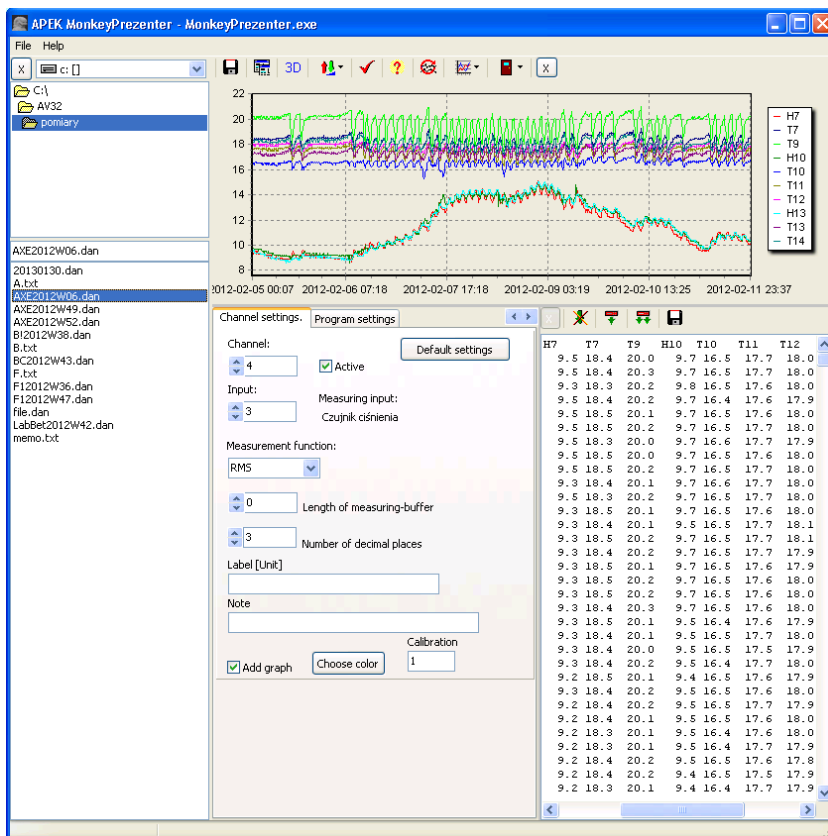 APEK MonkeyPrezenter - MonkeyPrezenter.exe
File Help
X c: []
3D ? X
C:\
AV32
pomiary
AXE2012W06.dan
20130130.dan
A.txt
AXE2012W06.dan
AXE2012W49.dan
AXE2012W52.dan
B!2012W38.dan
B.txt
BC2012W43.dan
F.txt
F12012W36.dan
F12012W47.dan
file.dan
LabBet2012W42.dan
memo.txt
22
20
18
16
14
12
10
8
2012-02-05 00:07 2012-02-06 07:18 2012-02-07 17:18 2012-02-09 03:19 2012-02-10 13:25 2012-02-11 23:37
H7
T7
T9
H10
T10
T11
T12
H13
T13
T14
Channel settings. Program settings
Channel:
Default settings
4 Active
Input:
3 Measuring input:
Czujnik ciśnienia
Measurement function:
RMS
0 Length of measuring-buffer
3 Number of decimal places
Label [Unit]
Note
Calibration
Add graph Choose color 1
H7 T7 T9 H10 T10 T11 T12
9.5 18.4 20.0 9.7 16.5 17.7 18.0
9.5 18.4 20.3 9.7 16.5 17.7 18.0
9.3 18.3 20.2 9.8 16.5 17.6 18.0
9.5 18.4 20.2 9.7 16.4 17.6 17.9
9.5 18.5 20.1 9.7 16.5 17.6 18.0
9.5 18.5 20.2 9.7 16.5 17.7 18.0
9.5 18.3 20.0 9.7 16.6 17.7 17.9
9.5 18.5 20.0 9.7 16.5 17.6 18.0
9.5 18.5 20.2 9.7 16.5 17.7 18.0
9.3 18.4 20.1 9.7 16.6 17.7 18.0
9.5 18.3 20.2 9.7 16.5 17.7 18.0
9.5 18.5 20.1 9.7 16.5 17.6 18.0
9.3 18.4 20.1 9.5 16.5 17.7 18.1
9.3 18.5 20.2 9.7 16.5 17.7 18.1
9.3 18.4 20.2 9.7 16.4 17.7 17.9
9.3 18.5 20.1 9.7 16.5 17.6 17.9
9.3 18.5 20.2 9.7 16.5 17.6 18.0
9.3 18.5 20.2 9.7 16.4 17.6 18.0
9.3 18.4 20.3 9.7 16.5 17.6 18.0
9.3 18.5 20.1 9.5 16.4 17.6 17.9
9.3 18.4 20.1 9.5 16.5 17.7 18.0
9.3 18.4 20.0 9.5 16.5 17.5 17.9
9.3 18.4 20.2 9.5 16.4 17.7 18.0
9.2 18.5 20.1 9.4 16.5 17.6 17.9
9.3 18.4 20.2 9.5 16.5 17.6 18.0
9.3 18.4 20.2 9.5 16.5 17.7 17.9
9.2 18.4 20.1 9.5 16.5 17.6 18.0
9.2 18.3 20.1 9.5 16.5 17.6 18.0
9.2 18.3 20.1 9.5 16.4 17.7 17.9
9.2 18.4 20.2 9.5 16.5 17.6 17.8
9.2 18.4 20.2 9.4 16.5 17.5 17.9
9.2 18.3 20.1 9.4 16.4 17.7 17.9